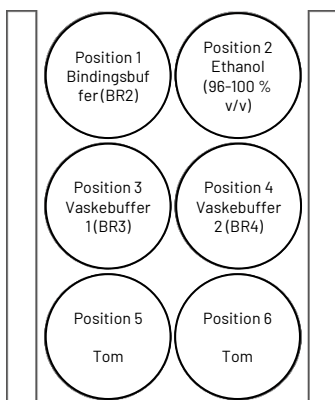 Position 1
Bindingsbuf
fer (BR2)
Position 2
Ethanol
(96-100 %
v/v)
Position 3
Vaskebuffer
1 (BR3)
Position 4
Vaskebuffer
2 (BR4)
Position 5
Tom
Position 6
Tom